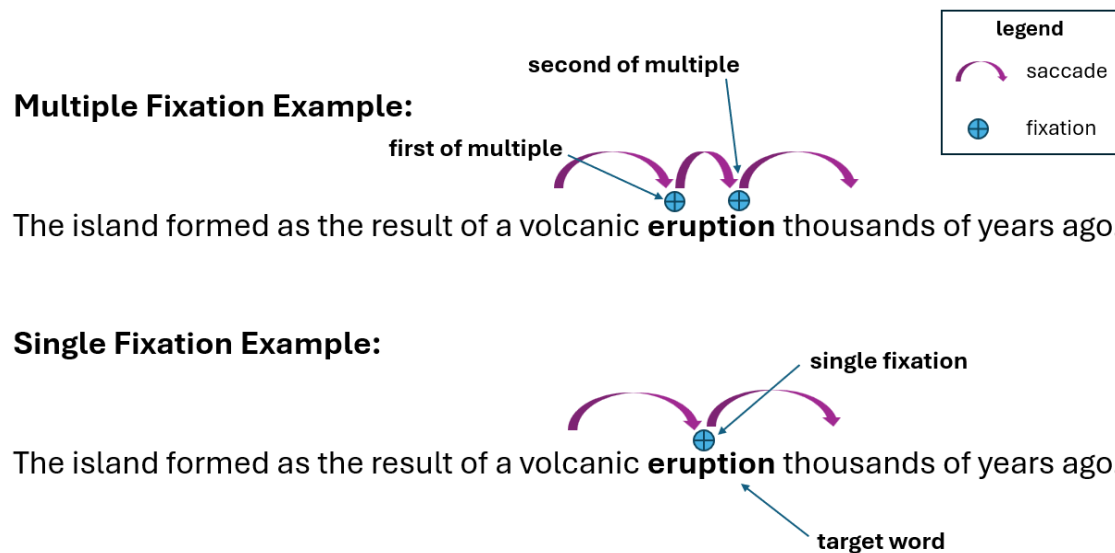 legend
saccade
fixation
second of multiple
Multiple Fixation Example:
first of multiple
The island formed as the result of a volcanic eruption thousands of years ago
Single Fixation Example:
single fixation
The island formed as the result of a volcanic eruption thousands of years ago
target word